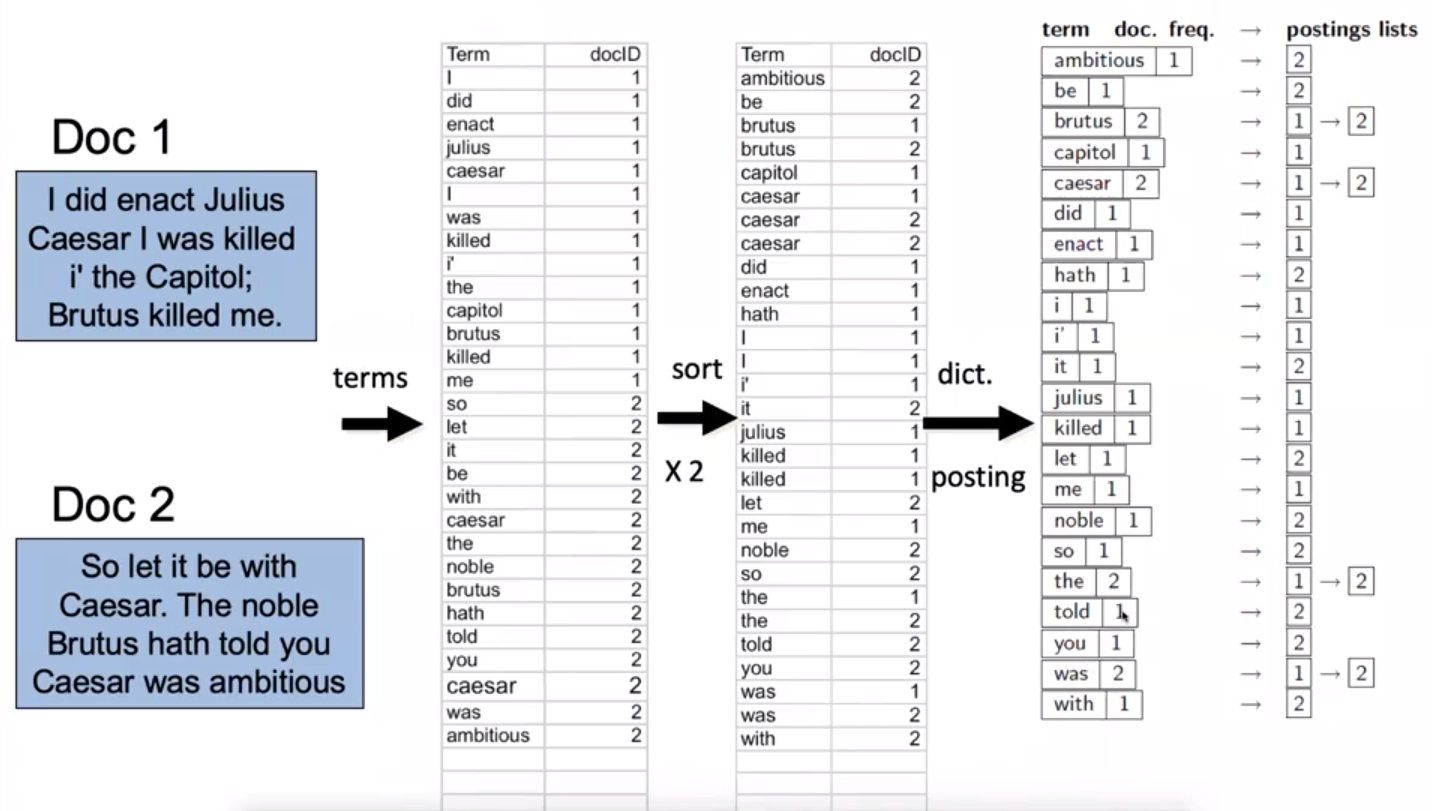 Doc 1
I did enact Julius
Caesar I was killed
i' the Capitol;
Brutus killed me.
Doc 2
So let it be with
Caesar. The noble
Brutus hath told you
Caesar was ambitious
terms
Term docID
I 1
did 1
enact 1
julius 1
caesar 1
I 1
was 1
killed 1
i' 1
the 1
capitol 1
brutus 1
killed 1
me 1
so 2
let 2
it 2
be 2
with 2
caesar 2
the 2
noble 2
brutus 2
hath 2
told 2
you 2
caesar 2
was 2
ambitious 2
sort
X 2
Term docID
ambitious 2
be 2
brutus 1
brutus 2
capitol 1
caesar 1
caesar 2
caesar 2
did 1
enact 1
hath 1
I 1
I 1
i' 1
it 2
julius 1
killed 1
killed 1
let 2
me 1
noble 2
so 2
the 1
the 2
told 2
you 2
was 1
was 2
with 2
dict.
posting
term doc. freq. → postings lists
ambitious 1 → 2
be 1 → 2
brutus 2 → 1 → 2
capitol 1 → 1
caesar 2 → 1 → 2
did 1 → 1
enact 1 → 1
hath 1 → 2
i 1 → 1
i' 1 → 1
it 1 → 2
julius 1 → 1
killed 1 → 1
let 1 → 2
me 1 → 1
noble 1 → 2
so 1 → 2
the 2 → 1 → 2
told 1 → 2
you 1 → 2
was 2 → 1 → 2
with 1 → 2